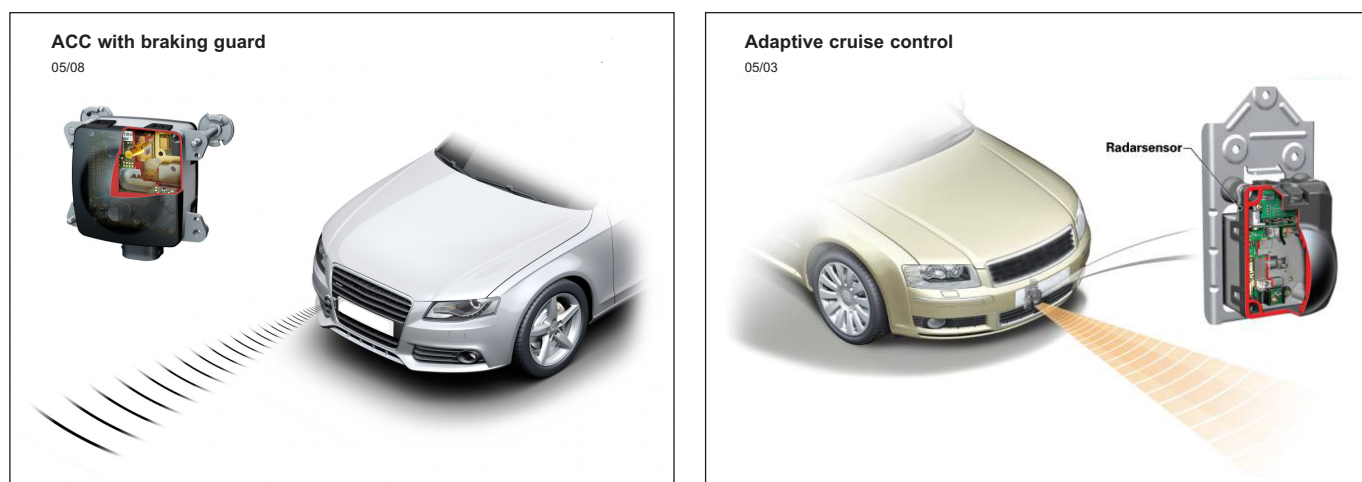 ACC with braking guard
05/08
Adaptive cruise control
05/03
Radarsensor